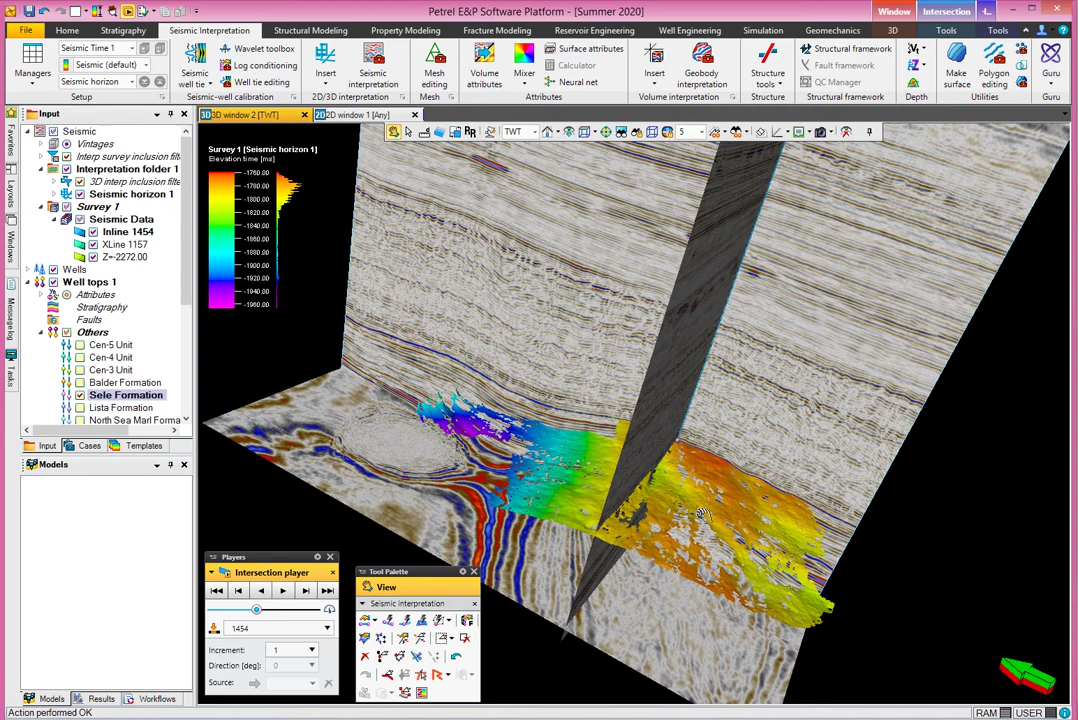 Petrel E&P Software Platform - [Summer 2020]
Window
Intersection
File
Home
Stratigraphy
Seismic Interpretation
Structural Modeling
Property Modeling
Fracture Modeling
Reservoir Engineering
Well Engineering
Simulation
Geomechanics
3D
Tools
Tools
Managers
Seismic Time 1
Seismic (default)
Seismic horizon
Setup
Seismic well tie
Wavelet toolbox
Log conditioning
Well tie editing
Seismic-well calibration
Insert
Seismic interpretation
2D/3D interpretation
Mesh editing
Mesh
Volume attributes
Mixer
Surface attributes
Calculator
Neural net
Attributes
Insert
Geobody interpretation
Volume interpretation
Structure tools
Structure
Structural framework
Fault framework
QC Manager
Structural framework
Depth
Make surface
Polygon editing
Utilities
Guru
Guru
Favorites
Layouts
Windows
Message log
Tasks
Input
Seismic
Vintages
Interp survey inclusion filt
Interpretation folder 1
3D interp inclusion filte
Seismic horizon 1
Survey 1
Seismic Data
Inline 1454
XLine 1157
Z=-2272.00
Wells
Well tops 1
Attributes
Stratigraphy
Faults
Others
Cen-5 Unit
Cen-4 Unit
Cen-3 Unit
Balder Formation
Sele Formation
Lista Formation
North Sea Marl Forma
Input
Cases
Templates
Models
Models
Results
Workflows
3D 3D window 2 [TWT]
2D 2D window 1 [Any]
TWT
5
Survey 1 [Seismic horizon 1]
Elevation time [ms]
-1760.00
-1780.00
-1800.00
-1820.00
-1840.00
-1860.00
-1880.00
-1900.00
-1920.00
-1940.00
-1960.00
Players
Intersection player
1454
Increment:
1
Direction [deg]:
0
Source:
Tool Palette
View
Seismic Interpretation
Action performed OK
RAM
USER